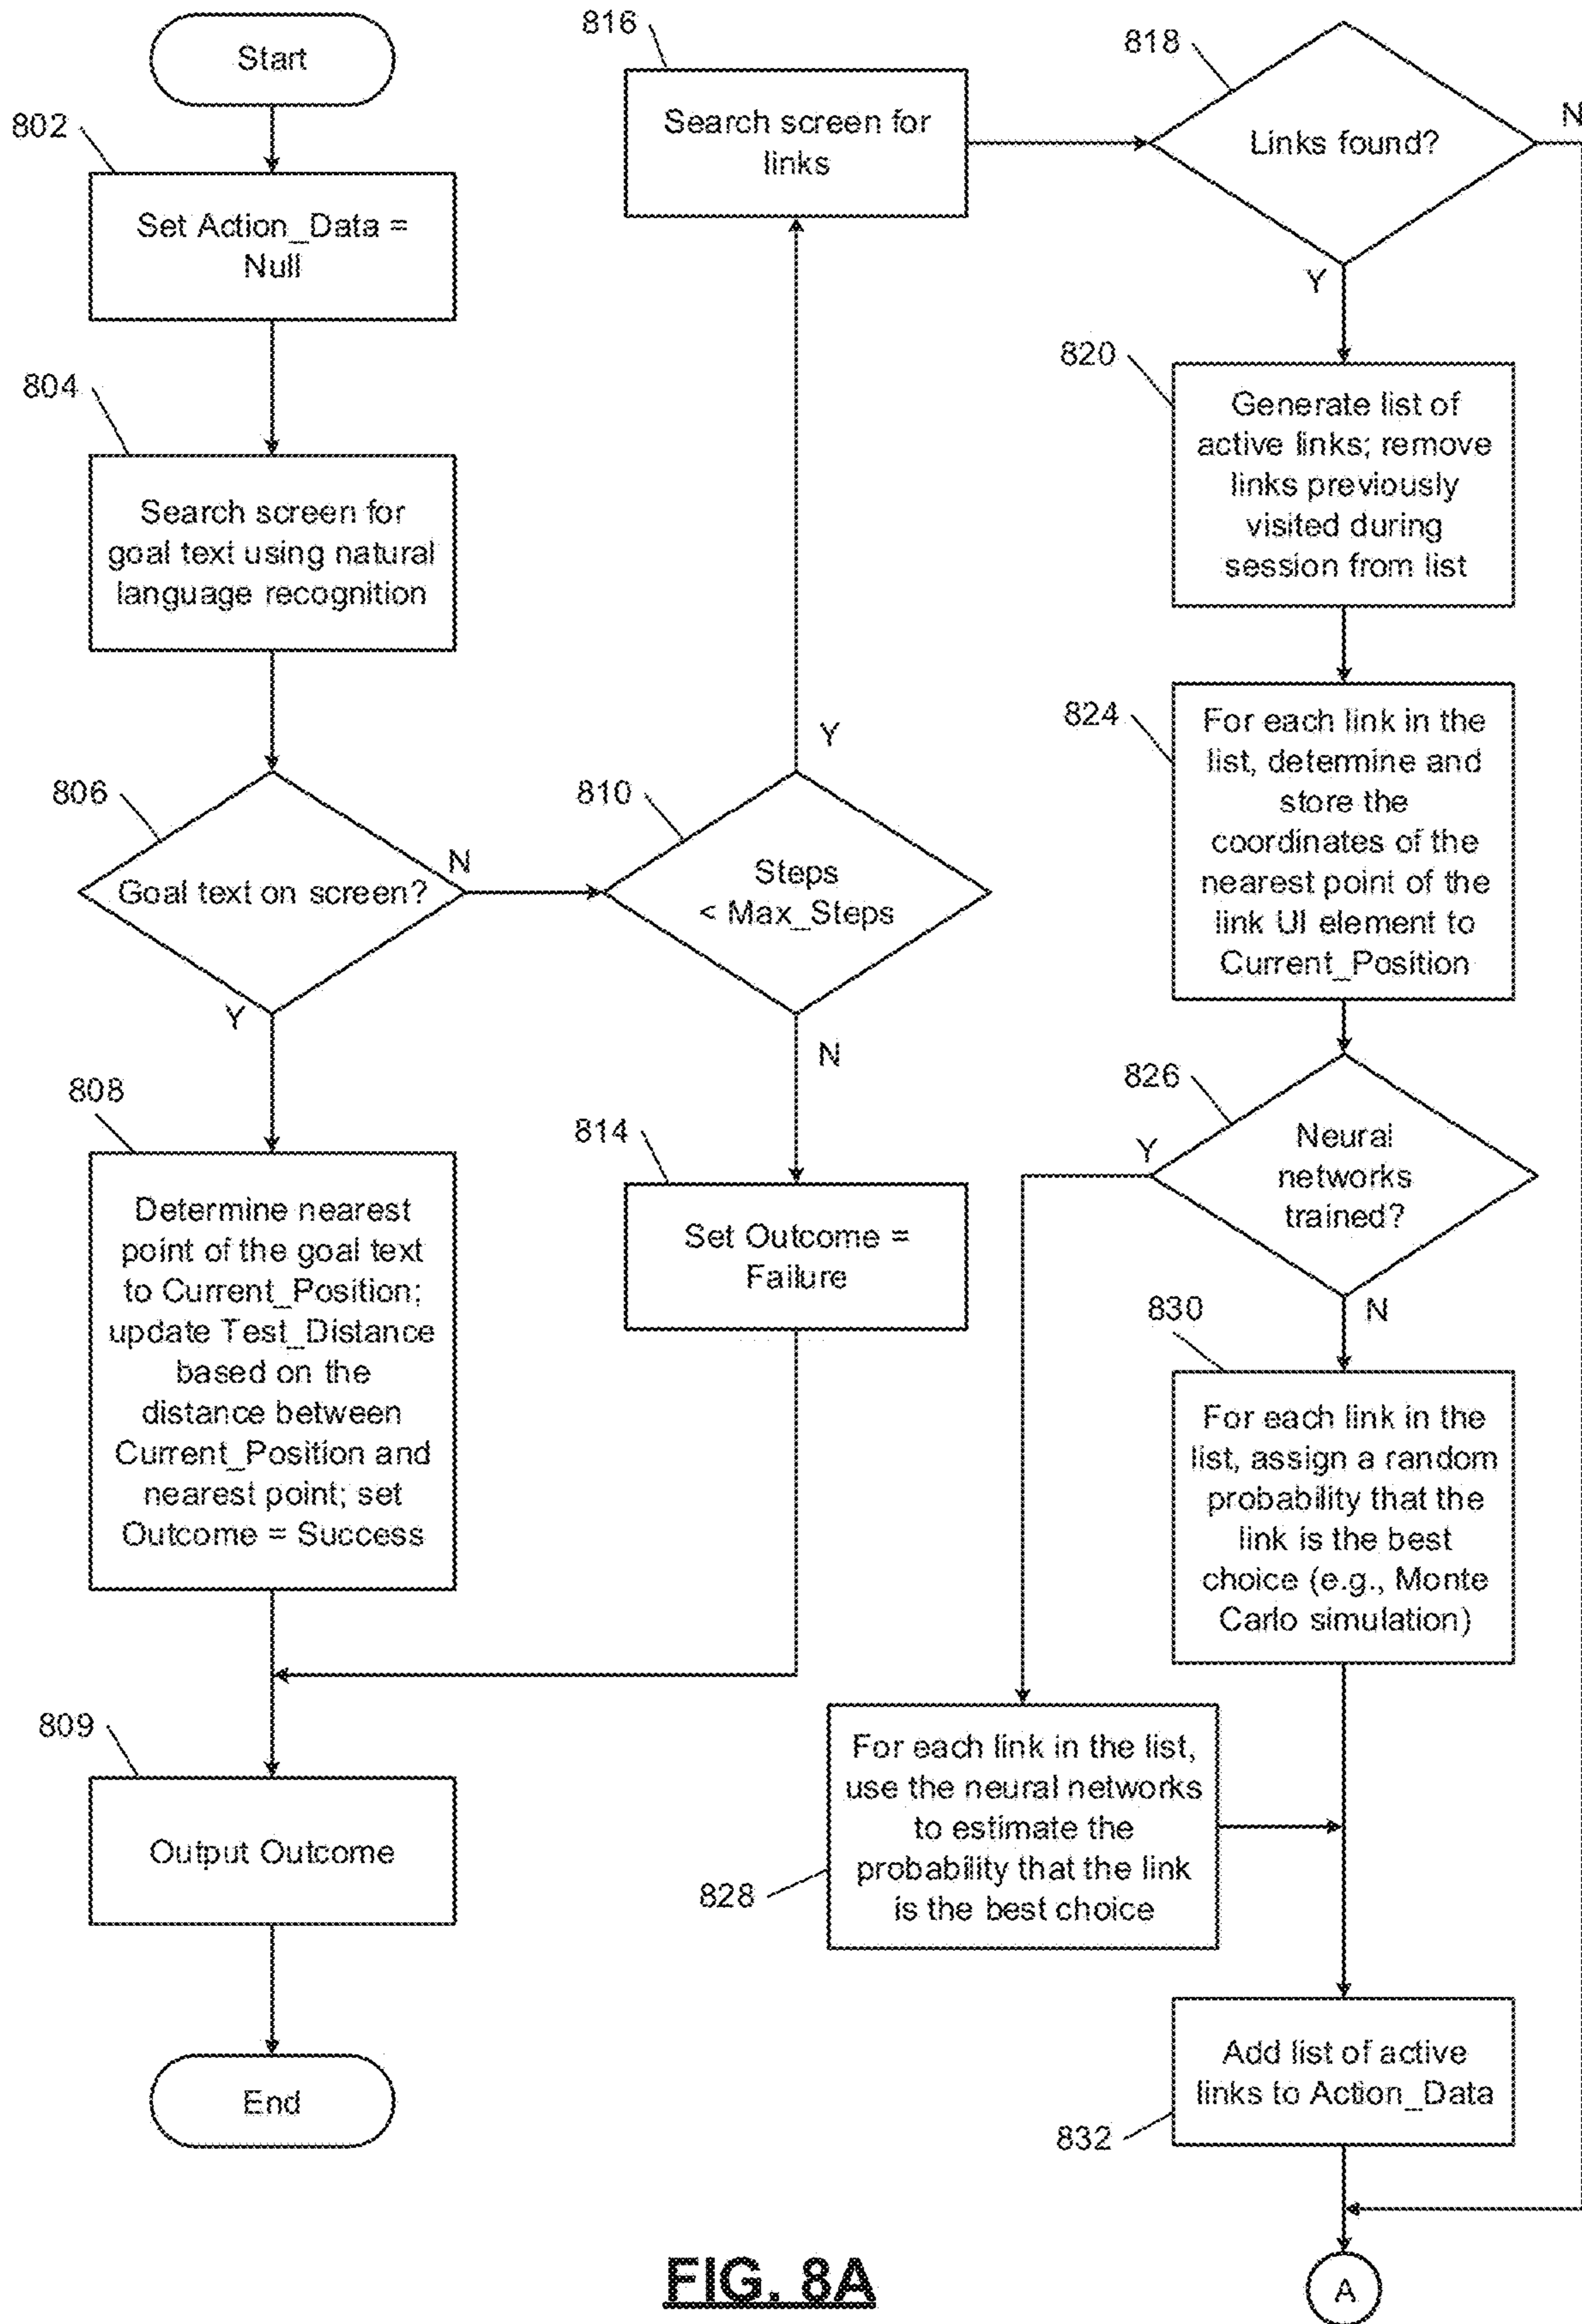 Start
802
Set Action_Data =
Null
804
Search screen for
goal text using natural
language recognition
806
Goal text on screen?
N
Y
808
Determine nearest
point of the goal text
to Current_Position;
update Test_Distance
based on the
distance between
Current_Position and
nearest point; set
Outcome = Success
809
Output Outcome
End
810
Steps
< Max_Steps
Y
N
814
Set Outcome =
Failure
816
Search screen for
links
818
Links found?
N
Y
820
Generate list of
active links; remove
links previously
visited during
session from list
824
For each link in the
list, determine and
store the
coordinates of the
nearest point of the
link UI element to
Current_Position
826
Neural
networks
trained?
Y
N
830
For each link in the
list, assign a random
probability that the
link is the best
choice (e.g., Monte
Carlo simulation)
828
For each link in the list,
use the neural networks
to estimate the
probability that the link
is the best choice
832
Add list of active
links to Action_Data
A
FIG. 8A